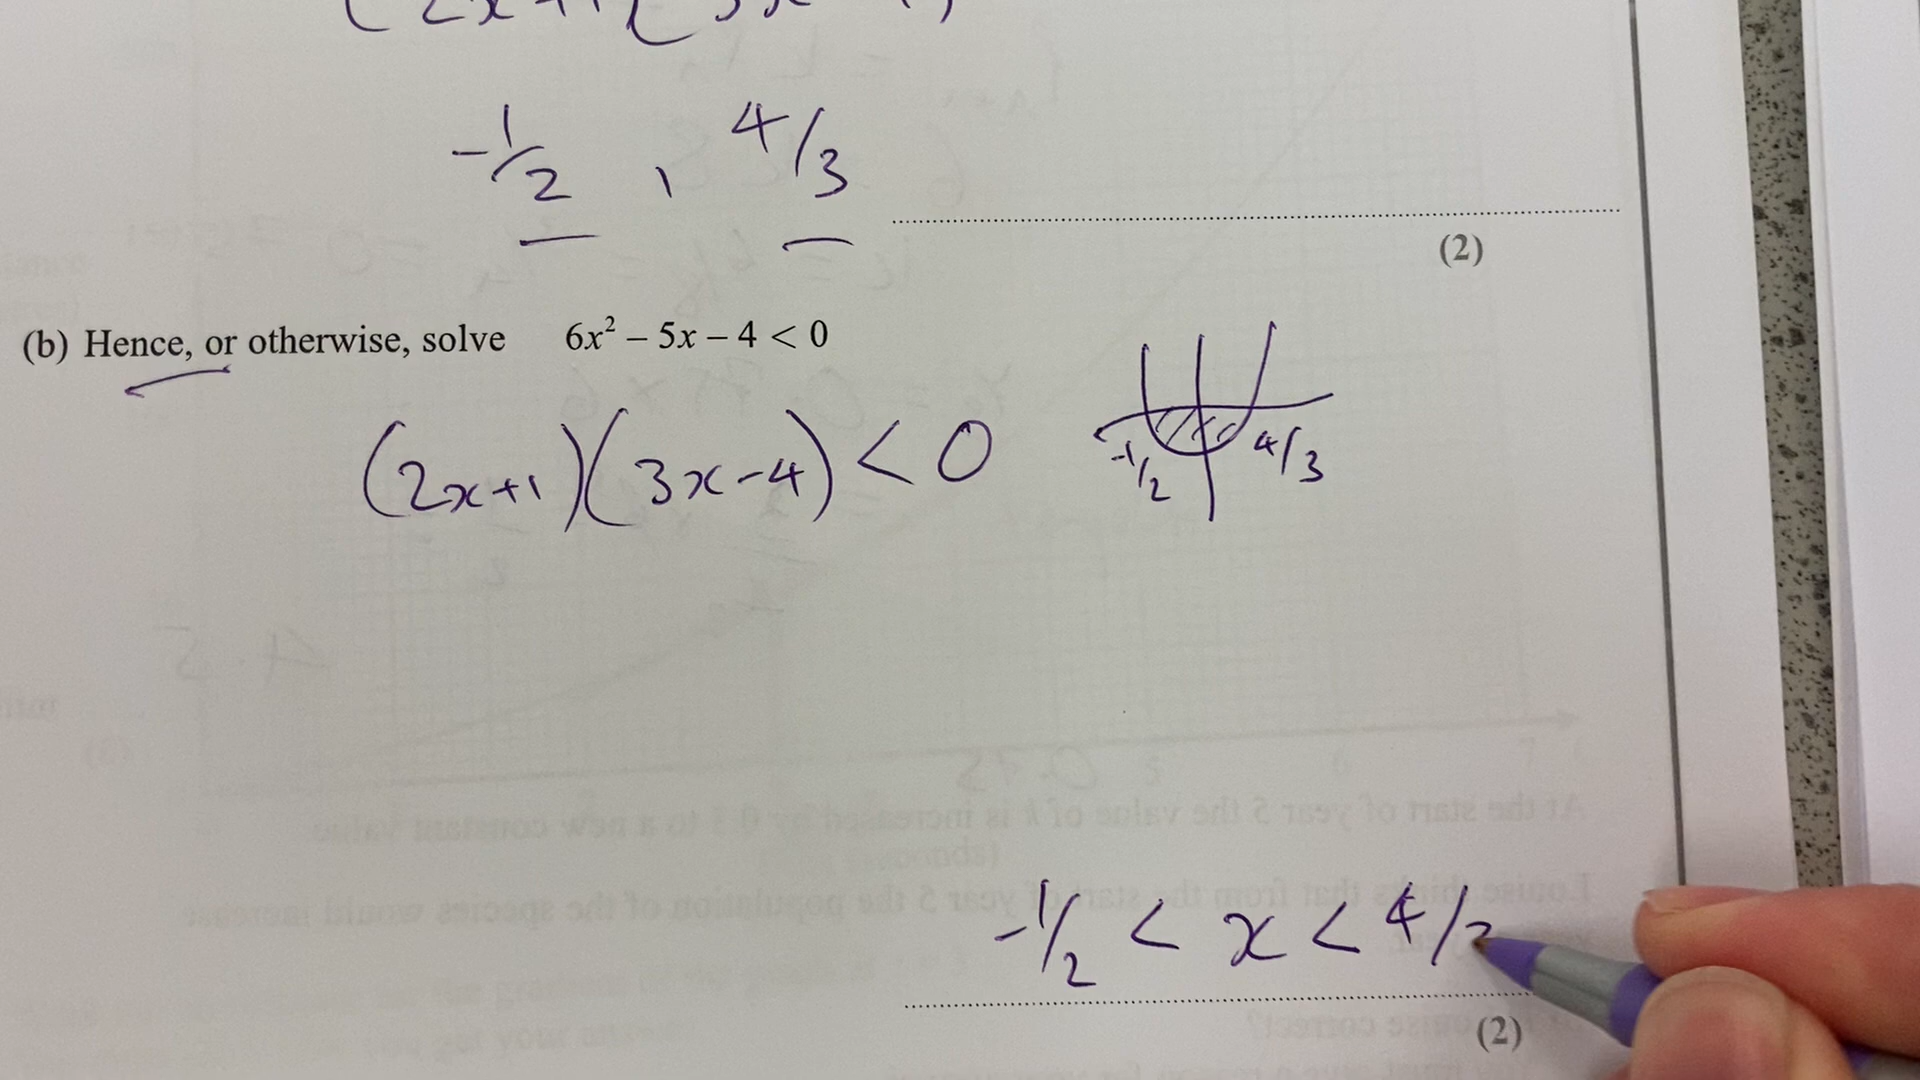 -1/2 , 4/3
(2)
(b) Hence, or otherwise, solve 6x² – 5x – 4 < 0
(2x+1)(3x-4) < 0
-1/2 4/3
-1/2 < x < 4/3
(2)